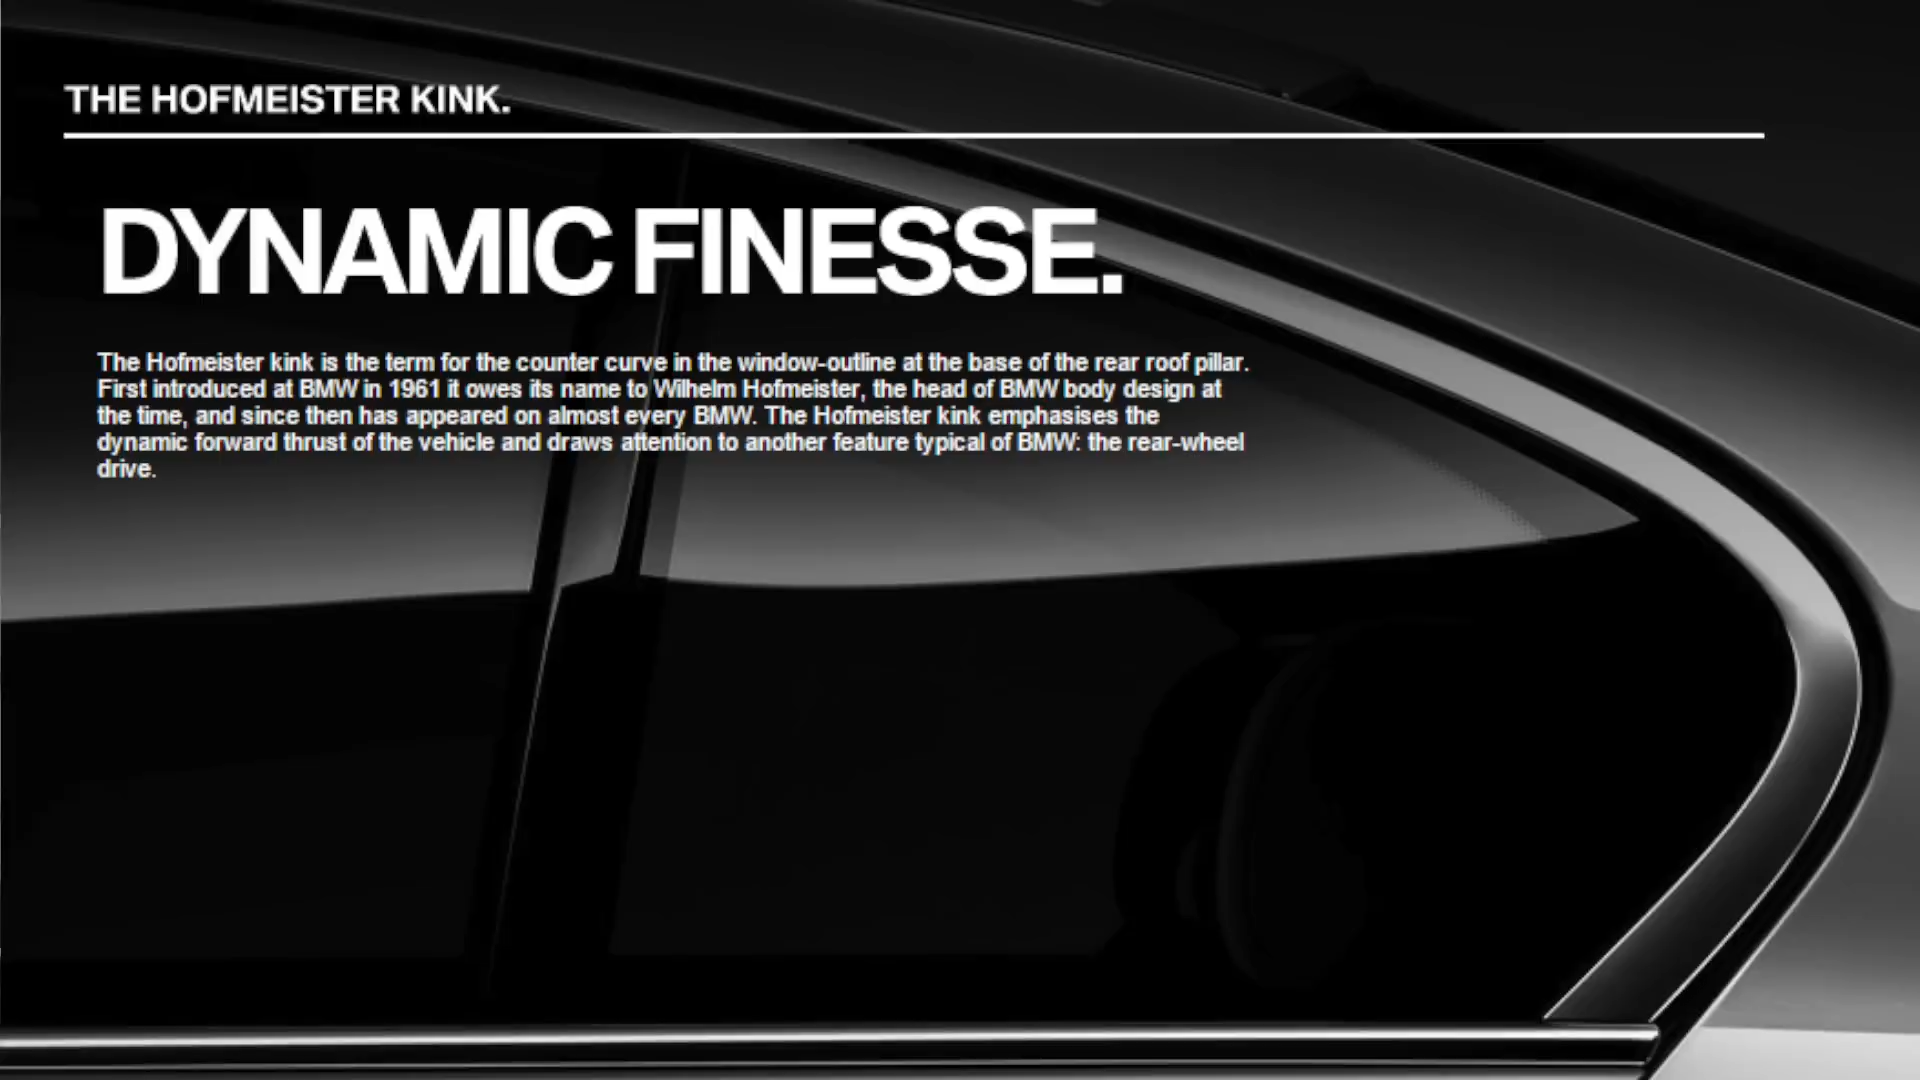 THE HOFMEISTER KINK.
DYNAMIC FINESSE.
The Hofmeister kink is the term for the counter curve in the window-outline at the base of the rear roof pillar.
First introduced at BMW in 1961 it owes its name to Wilhelm Hofmeister, the head of BMW body design at
the time, and since then has appeared on almost every BMW. The Hofmeister kink emphasises the
dynamic forward thrust of the vehicle and draws attention to another feature typical of BMW: the rear-wheel
drive.